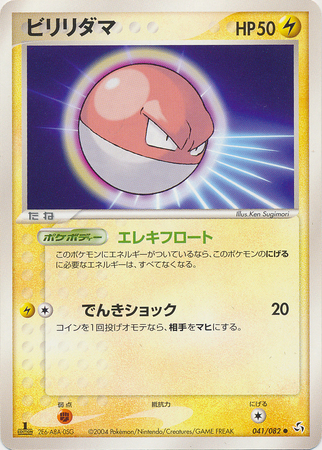 ビリリダマ HP50
Illus.Ken Sugimori
たね
ポケボディー エレキフロート
このポケモンにエネルギーがついているなら、このポケモンのにげる
に必要なエネルギーは、すべてなくなる。
でんきショック 20
コインを1回投げオモテなら、相手をマヒにする。
弱点 抵抗力 にげる
1
2E6-ABA 05G ©2004 Pokémon/Nintendo/Creatures/GAME FREAK 041/082